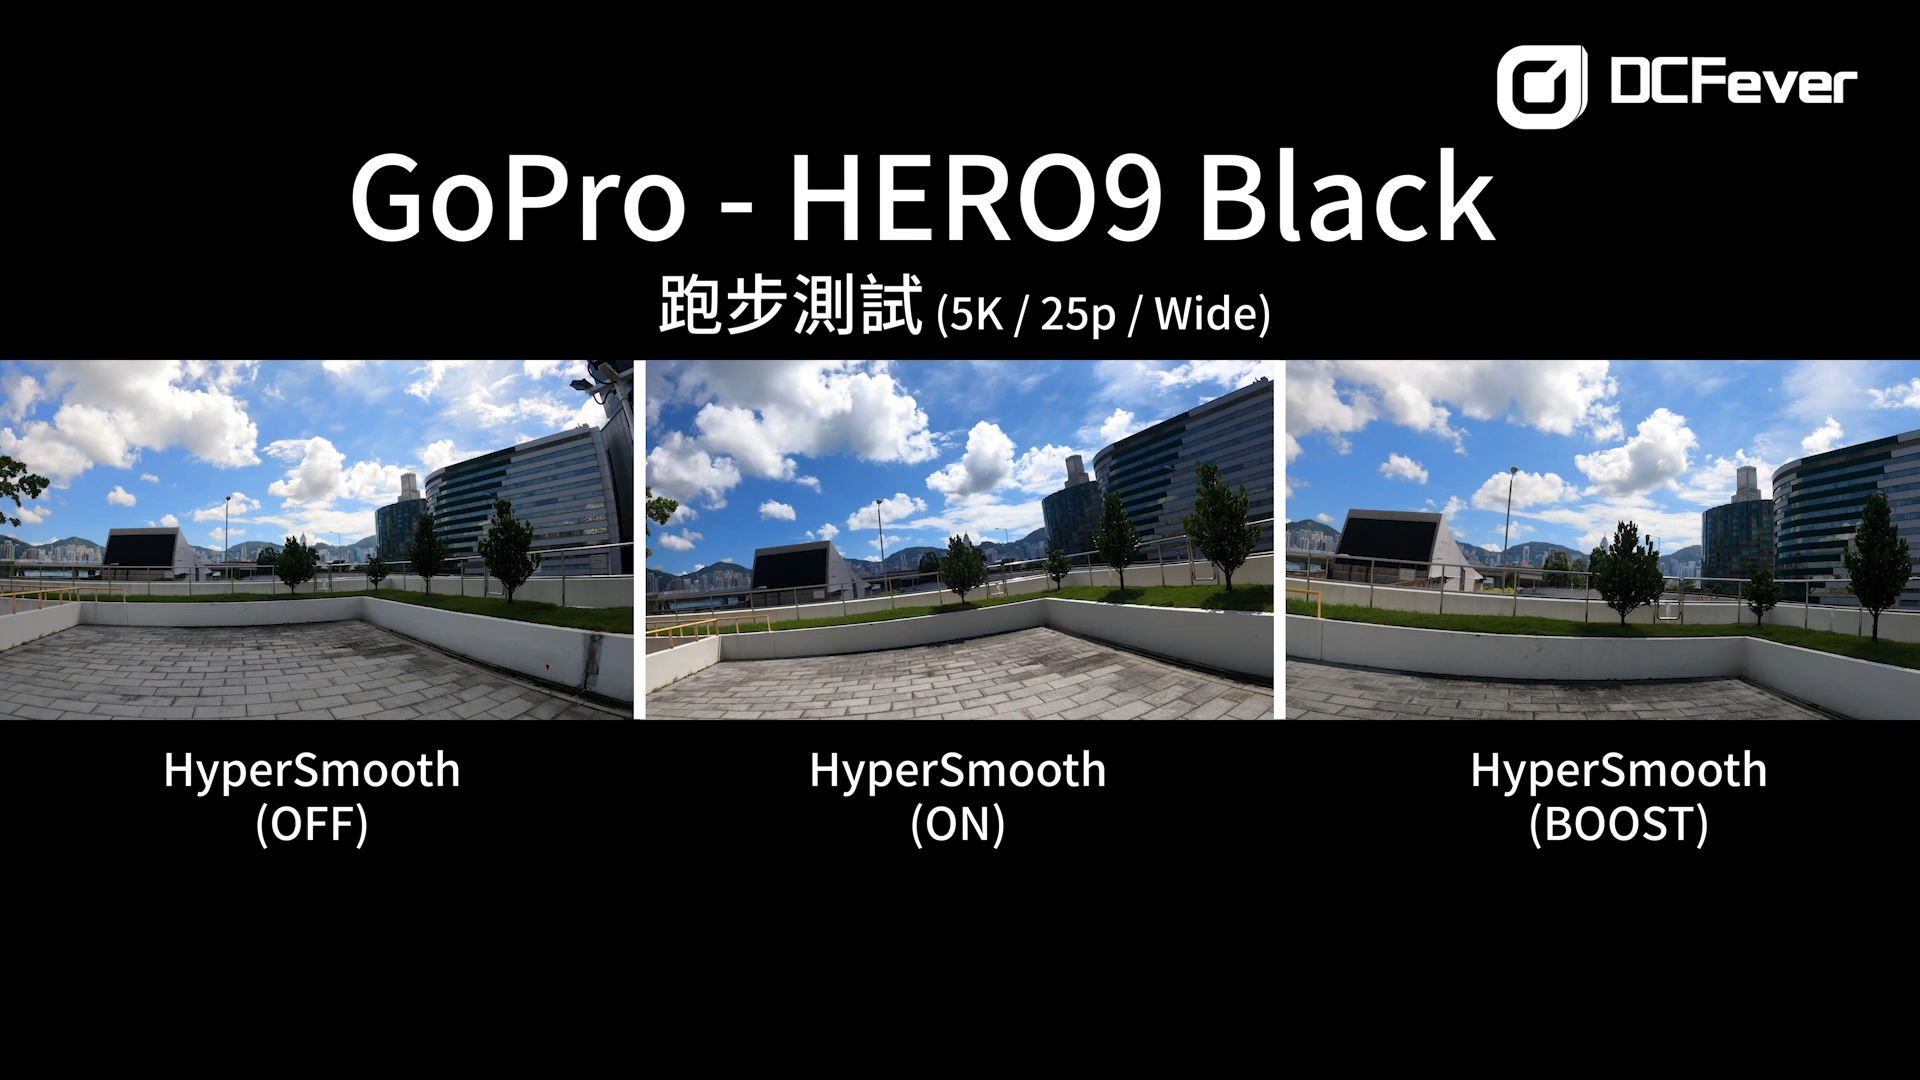 DCFever
GoPro - HERO9 Black
跑步測試 (5K / 25p / Wide)
HyperSmooth
(OFF)
HyperSmooth
(ON)
HyperSmooth
(BOOST)